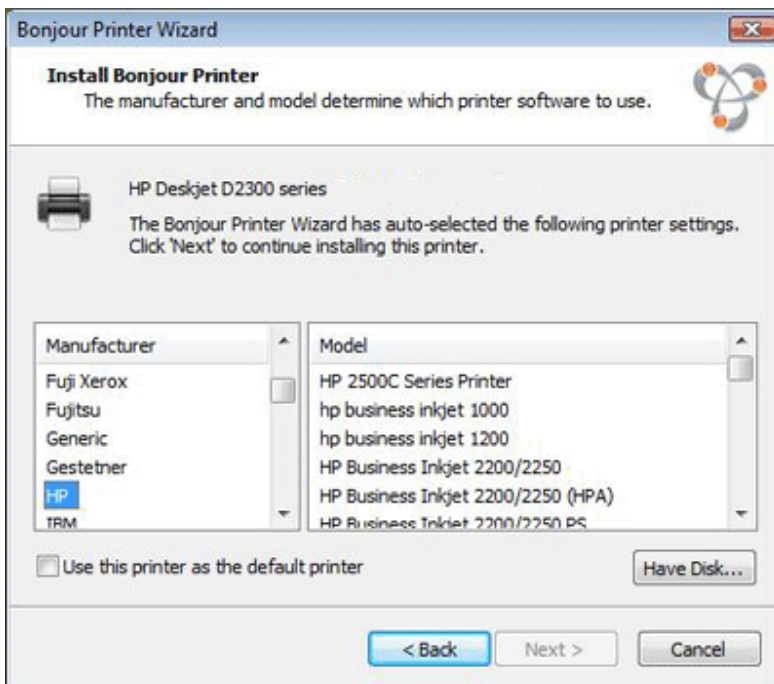 Bonjour Printer Wizard
Install Bonjour Printer
The manufacturer and model determine which printer software to use.
HP Deskjet D2300 series
The Bonjour Printer Wizard has auto-selected the following printer settings.
Click 'Next' to continue installing this printer.
Manufacturer
Fuji Xerox
Fujitsu
Generic
Gestetner
HP
IBM
Model
HP 2500C Series Printer
hp business inkjet 1000
hp business inkjet 1200
HP Business Inkjet 2200/2250
HP Business Inkjet 2200/2250 (HPA)
HP Business Inkjet 2200/2250 PS
Use this printer as the default printer
Have Disk...
< Back
Next >
Cancel